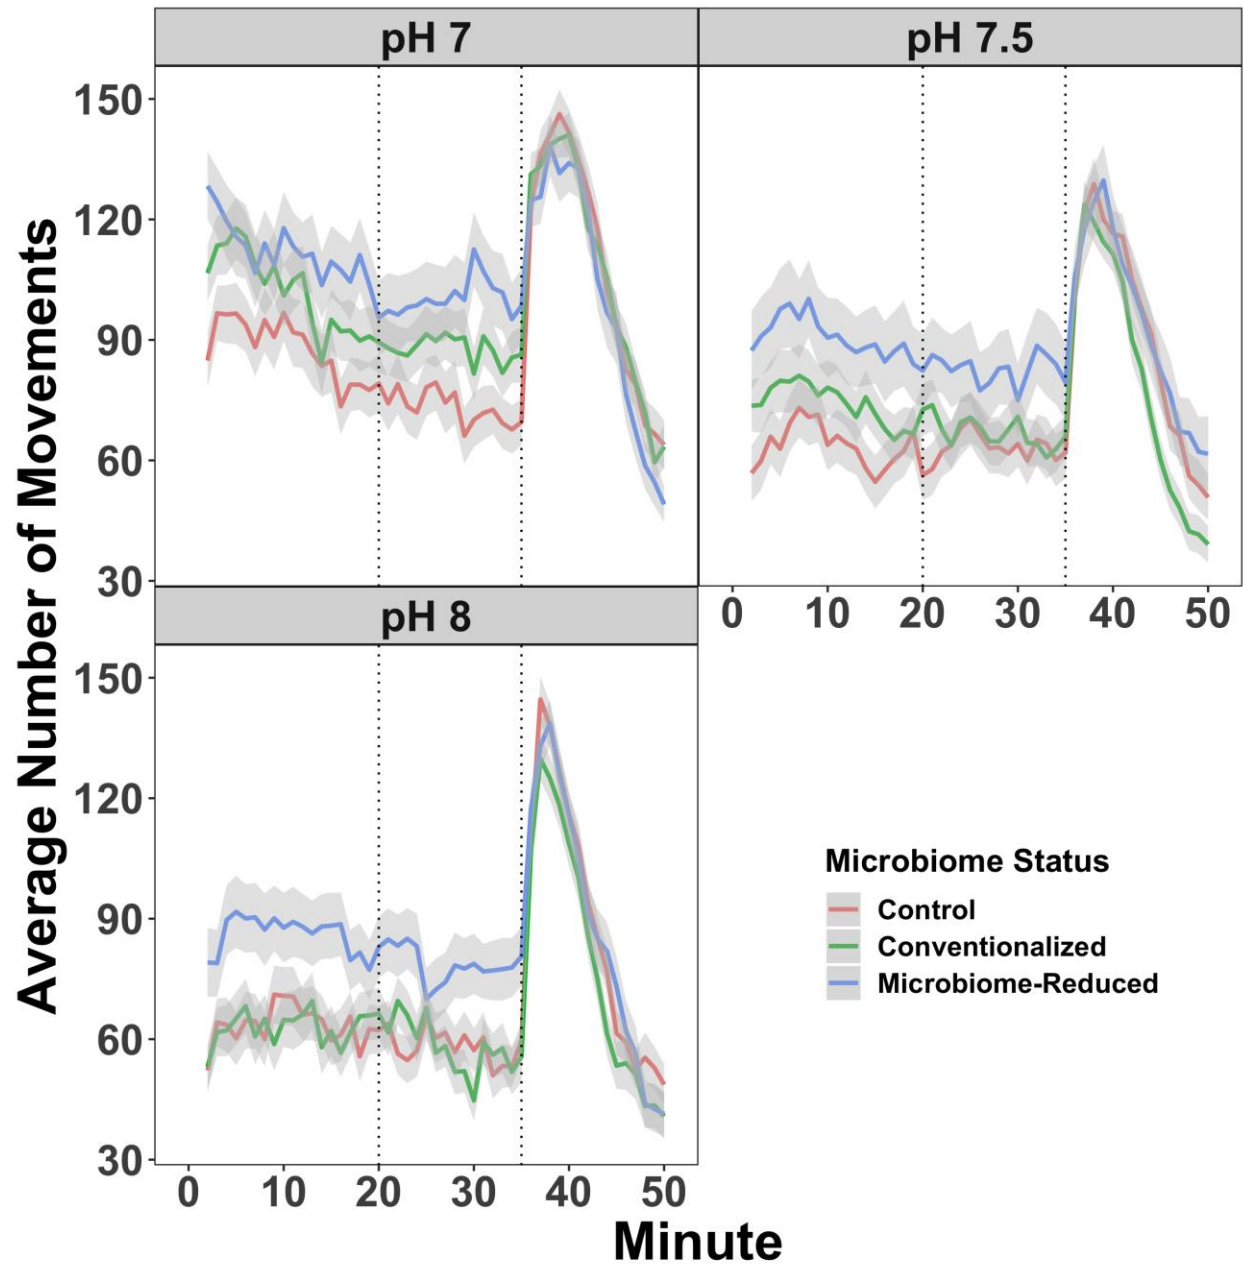 pH 7
pH 7.5
150
120
90
60
30
0 10 20 30 40 50
pH 8
150
120
90
60
30
0 10 20 30 40 50
Average Number of Movements
Minute
Microbiome Status
Control
Conventionalized
Microbiome-Reduced